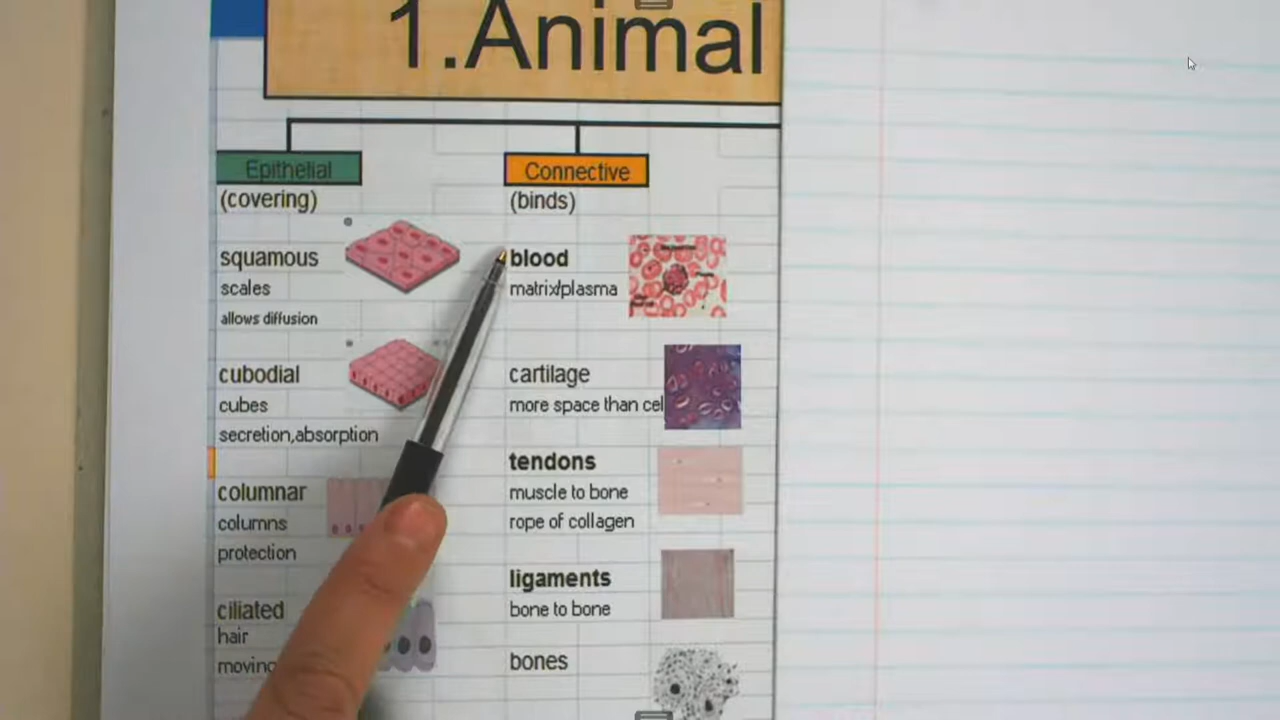 1.Animal
Epithelial
(covering)
squamous
scales
allows diffusion
cubodial
cubes
secretion,absorption
columnar
columns
protection
ciliated
hair
moving
Connective
(binds)
blood
matrix/plasma
cartilage
more space than cel
tendons
muscle to bone
rope of collagen
ligaments
bone to bone
bones